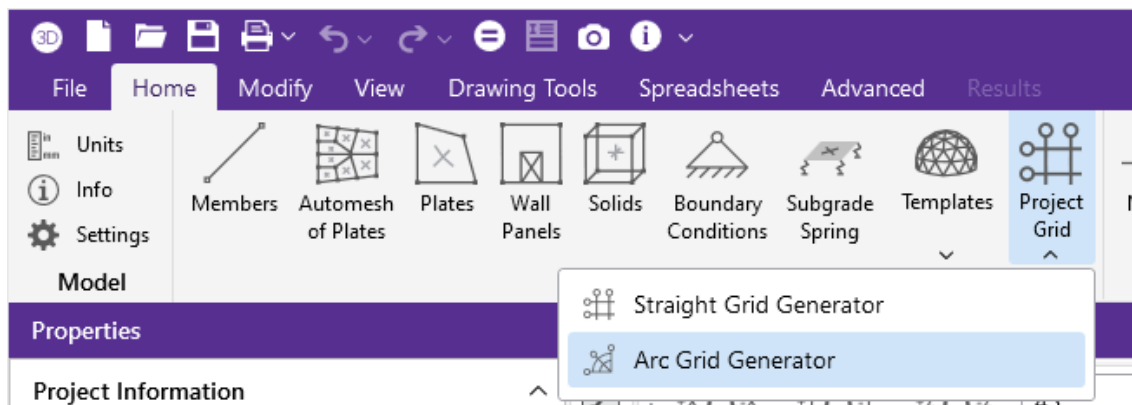 3D
File Home Modify View Drawing Tools Spreadsheets Advanced Results
Units
Info
Settings
Model
Members
Automesh
of Plates
Plates
Wall
Panels
Solids
Boundary
Conditions
Subgrade
Spring
Templates
Project
Grid
Straight Grid Generator
Arc Grid Generator
Properties
Project Information